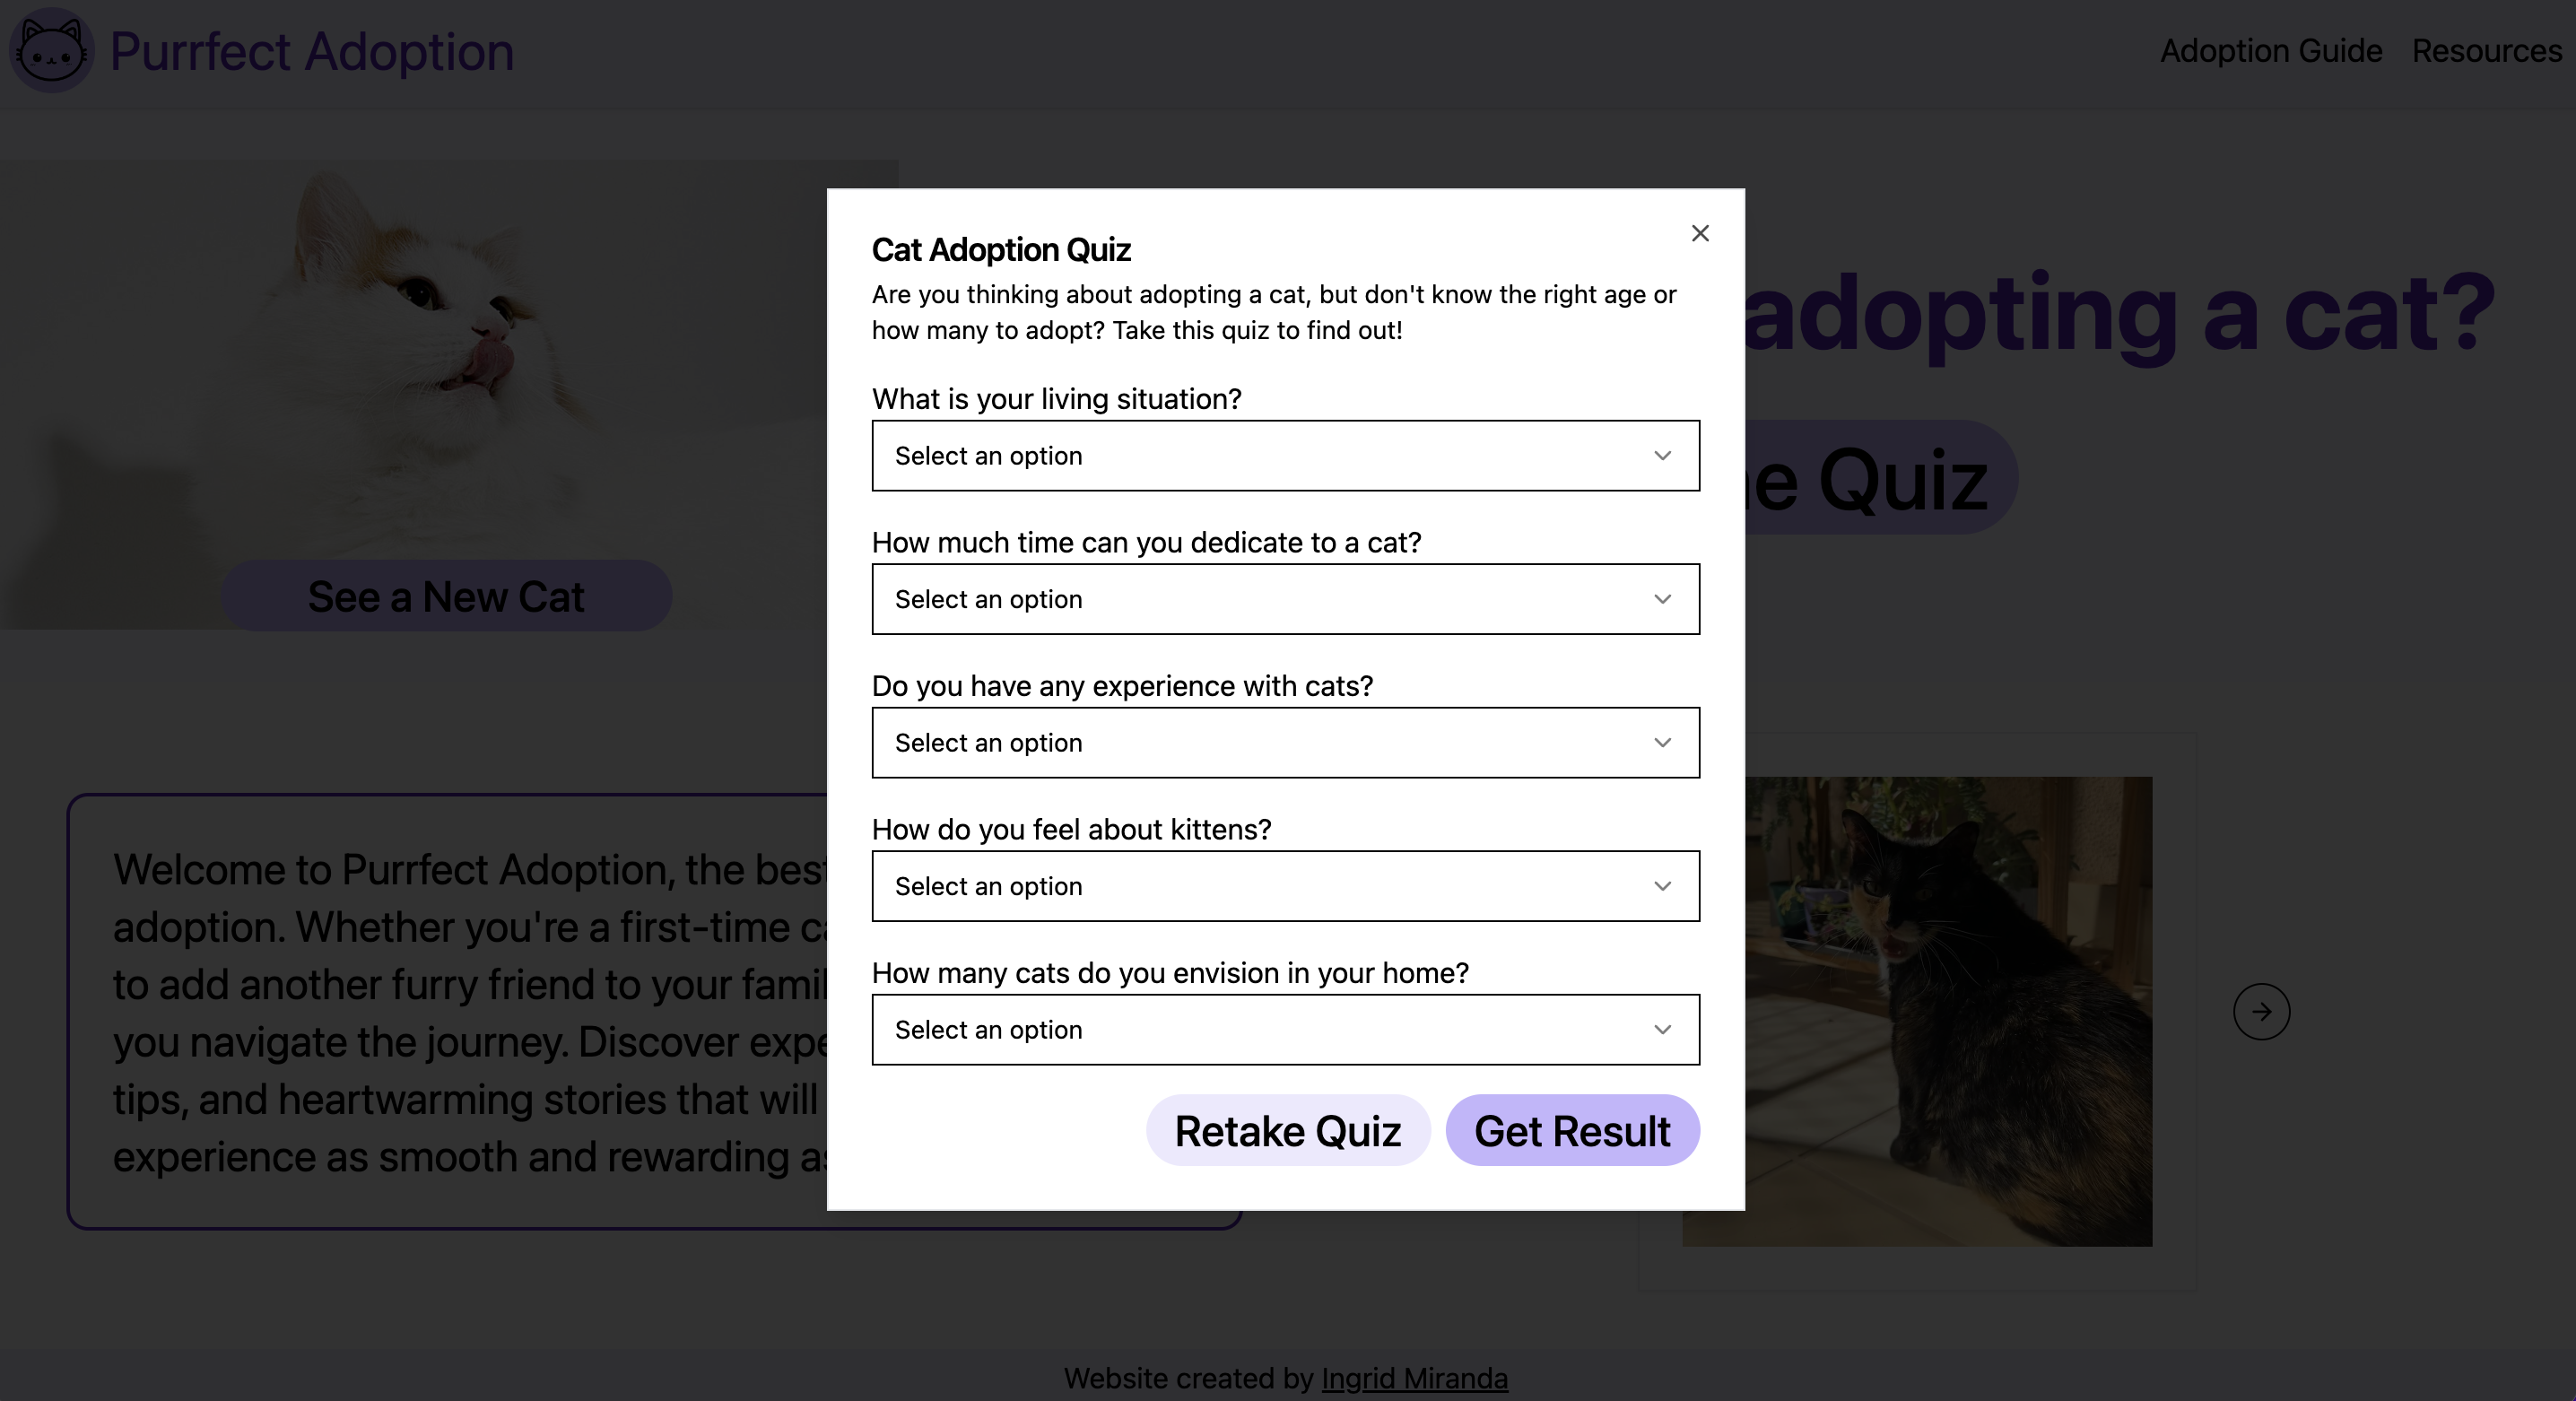 Purrfect Adoption
Adoption Guide Resources
adopting a cat?
e Quiz
See a New Cat
Cat Adoption Quiz
Are you thinking about adopting a cat, but don't know the right age or
how many to adopt? Take this quiz to find out!
What is your living situation?
Select an option
How much time can you dedicate to a cat?
Select an option
Do you have any experience with cats?
Select an option
How do you feel about kittens?
Select an option
How many cats do you envision in your home?
Select an option
Retake Quiz Get Result
Welcome to Purrfect Adoption, the best
adoption. Whether you're a first-time
to add another furry friend to your
you navigate the journey. Discover
tips, and heartwarming stories that will
experience as smooth and rewarding
Website created by Ingrid Miranda